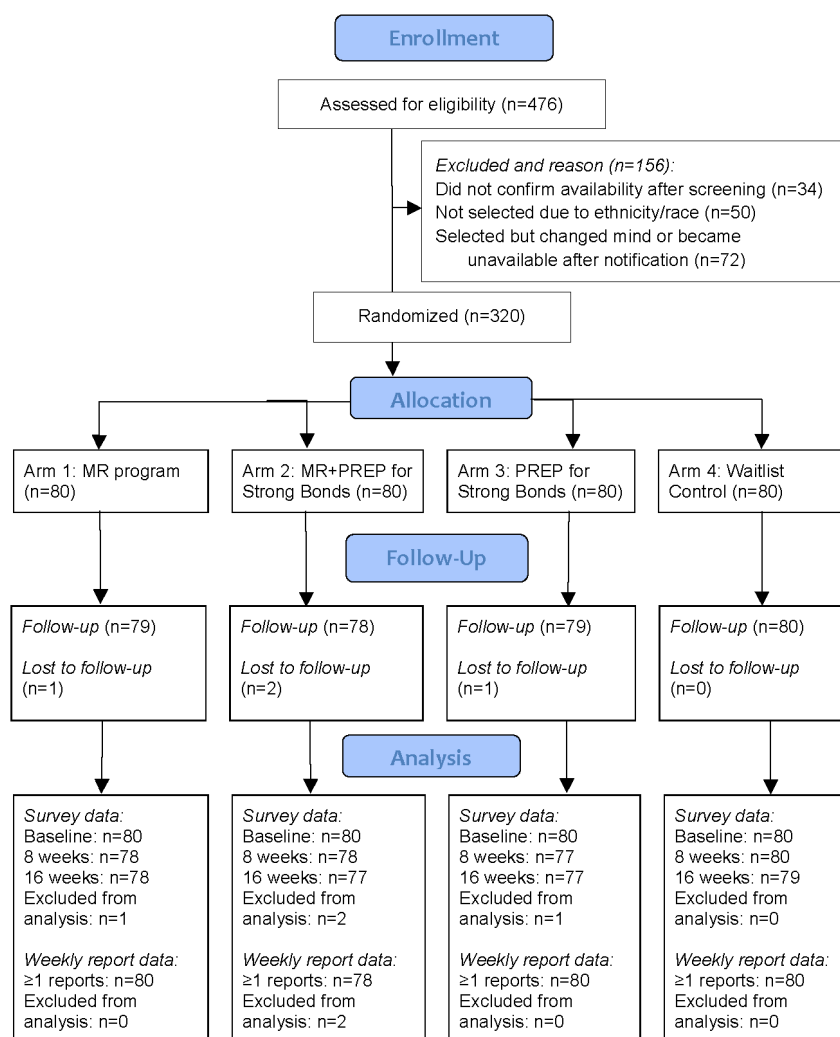 Enrollment
Assessed for eligibility (n=476)
Excluded and reason (n=156):
Did not confirm availability after screening (n=34)
Not selected due to ethnicity/race (n=50)
Selected but changed mind or became
unavailable after notification (n=72)
Randomized (n=320)
Allocation
Arm 1: MR program
(n=80)
Arm 2: MR+PREP for
Strong Bonds (n=80)
Arm 3: PREP for
Strong Bonds (n=80)
Arm 4: Waitlist
Control (n=80)
Follow-Up
Follow-up (n=79)
Lost to follow-up
(n=1)
Follow-up (n=78)
Lost to follow-up
(n=2)
Follow-up (n=79)
Lost to follow-up
(n=1)
Follow-up (n=80)
Lost to follow-up
(n=0)
Analysis
Survey data:
Baseline: n=80
8 weeks: n=78
16 weeks: n=78
Excluded from
analysis: n=1
Weekly report data:
≥1 reports: n=80
Excluded from
analysis: n=0
Survey data:
Baseline: n=80
8 weeks: n=78
16 weeks: n=77
Excluded from
analysis: n=2
Weekly report data:
≥1 reports: n=78
Excluded from
analysis: n=2
Survey data:
Baseline: n=80
8 weeks: n=77
16 weeks: n=77
Excluded from
analysis: n=1
Weekly report data:
≥1 reports: n=80
Excluded from
analysis: n=0
Survey data:
Baseline: n=80
8 weeks: n=80
16 weeks: n=79
Excluded from
analysis: n=0
Weekly report data:
≥1 reports: n=80
Excluded from
analysis: n=0